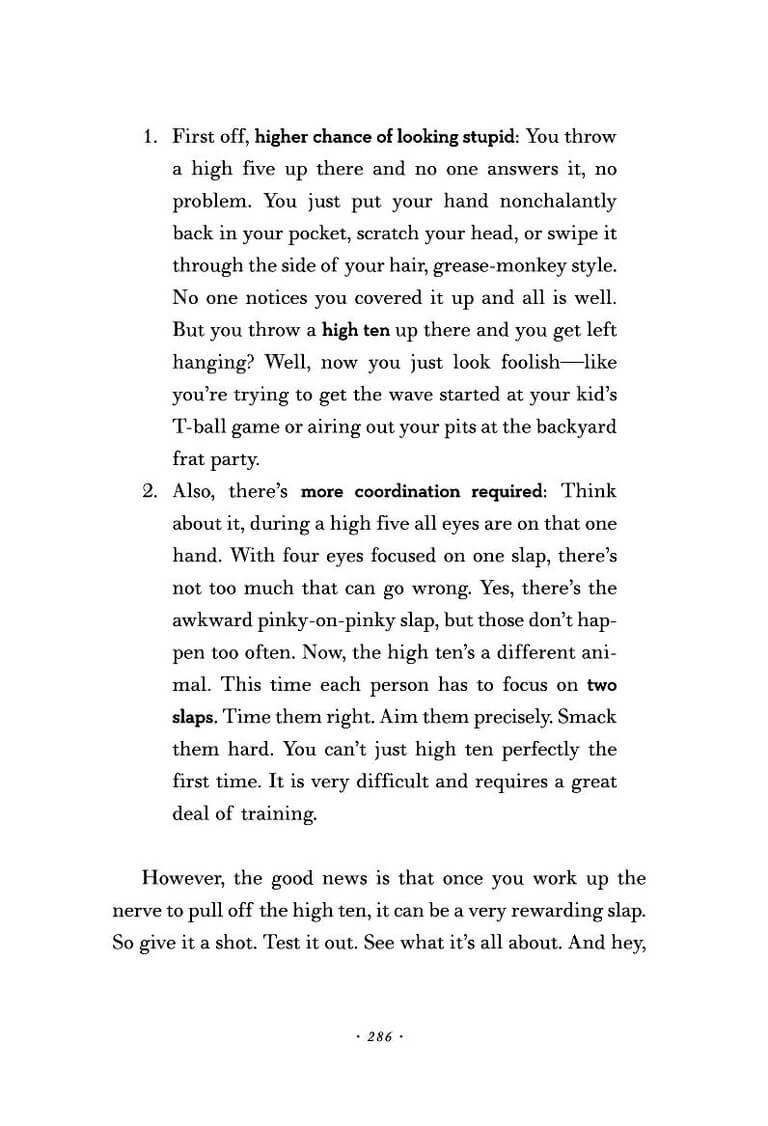 1. First off, higher chance of looking stupid: You throw
a high five up there and no one answers it, no
problem. You just put your hand nonchalantly
back in your pocket, scratch your head, or swipe it
through the side of your hair, grease-monkey style.
No one notices you covered it up and all is well.
But you throw a high ten up there and you get left
hanging? Well, now you just look foolish—like
you're trying to get the wave started at your kid's
T-ball game or airing out your pits at the backyard
frat party.
2. Also, there's more coordination required: Think
about it, during a high five all eyes are on that one
hand. With four eyes focused on one slap, there's
not too much that can go wrong. Yes, there's the
awkward pinky-on-pinky slap, but those don't hap-
pen too often. Now, the high ten's a different ani-
mal. This time each person has to focus on two
slaps. Time them right. Aim them precisely. Smack
them hard. You can't just high ten perfectly the
first time. It is very difficult and requires a great
deal of training.
However, the good news is that once you work up the
nerve to pull off the high ten, it can be a very rewarding slap.
So give it a shot. Test it out. See what it's all about. And hey,
· 286 ·